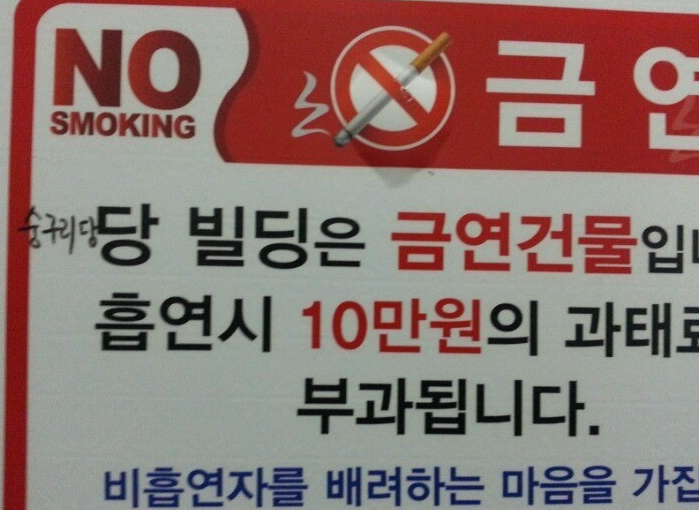 NO
SMOKING
금연
숭구리당당 빌딩은 금연건물입니
흡연시 10만원의 과태료
부과됩니다.
비흡연자를 배려하는 마음을 가집